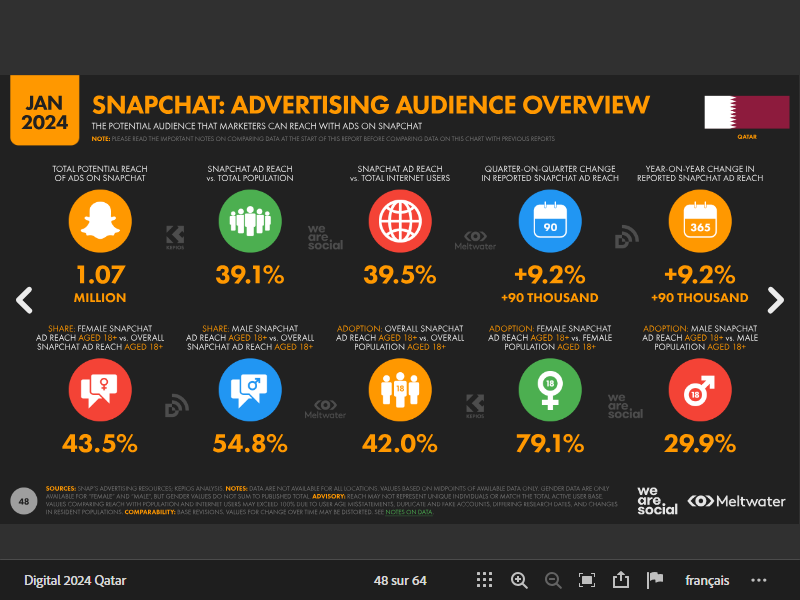 JAN
2024
SNAPCHAT: ADVERTISING AUDIENCE OVERVIEW
THE POTENTIAL AUDIENCE THAT MARKETERS CAN REACH WITH ADS ON SNAPCHAT
NOTE: PLEASE READ THE IMPORTANT NOTES ON COMPARING DATA AT THE START OF THIS REPORT BEFORE COMPARING DATA ON THIS CHART WITH PREVIOUS REPORTS
QATAR
TOTAL POTENTIAL REACH
OF ADS ON SNAPCHAT
SNAPCHAT AD REACH
vs. TOTAL POPULATION
SNAPCHAT AD REACH
vs. TOTAL INTERNET USERS
QUARTER-ON-QUARTER CHANGE
IN REPORTED SNAPCHAT AD REACH
YEAR-ON-YEAR CHANGE IN
REPORTED SNAPCHAT AD REACH
90
365
KEPIOS
we
are.
social
Meltwater
1.07
MILLION
39.1%
39.5%
+9.2%
+90 THOUSAND
+9.2%
+90 THOUSAND
SHARE: FEMALE SNAPCHAT
AD REACH AGED 18+ vs. OVERALL
SNAPCHAT AD REACH AGED 18+
SHARE: MALE SNAPCHAT
AD REACH AGED 18+ vs. OVERALL
SNAPCHAT AD REACH AGED 18+
ADOPTION: OVERALL SNAPCHAT
AD REACH AGED 18+ vs. OVERALL
POPULATION AGED 18+
ADOPTION: FEMALE SNAPCHAT
AD REACH AGED 18+ vs. FEMALE
POPULATION AGED 18+
ADOPTION: MALE SNAPCHAT
AD REACH AGED 18+ vs. MALE
POPULATION AGED 18+
18
18
18
Meltwater
KEPIOS
we
are.
social
43.5%
54.8%
42.0%
79.1%
29.9%
48
SOURCES: SNAP'S ADVERTISING RESOURCES; KEPIOS ANALYSIS. NOTES: DATA ARE NOT AVAILABLE FOR ALL LOCATIONS. VALUES BASED ON MIDPOINTS OF AVAILABLE DATA ONLY. GENDER DATA ARE ONLY
AVAILABLE FOR "FEMALE" AND "MALE", BUT GENDER VALUES DO NOT SUM TO PUBLISHED TOTAL. ADVISORY: REACH MAY NOT REPRESENT UNIQUE INDIVIDUALS OR MATCH THE TOTAL ACTIVE USER BASE.
VALUES COMPARING REACH WITH POPULATION AND INTERNET USERS MAY EXCEED 100% DUE TO USER AGE MISSTATEMENTS, DUPLICATE AND FAKE ACCOUNTS, DIFFERING RESEARCH DATES, AND CHANGES
IN RESIDENT POPULATIONS. COMPARABILITY: BASE REVISIONS. VALUES FOR CHANGE OVER TIME MAY BE DISTORTED. SEE NOTES ON DATA.
we
are.
social
Meltwater
Digital 2024 Qatar
48 sur 64
français